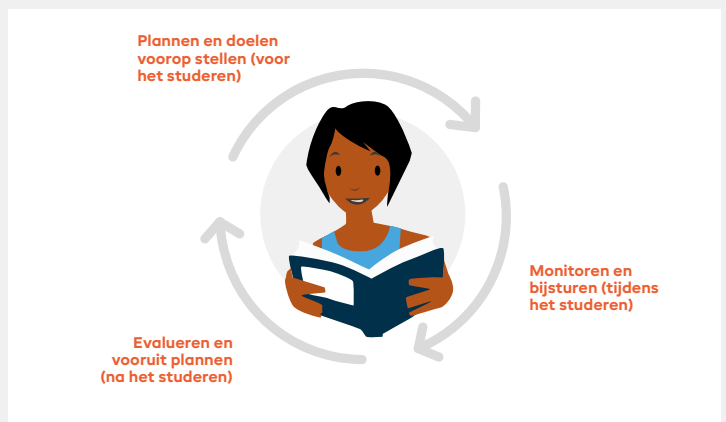 Plannen en doelen
voorop stellen (voor
het studeren)
Monitoren en
bijsturen (tijdens
het studeren)
Evalueren en
vooruit plannen
(na het studeren)